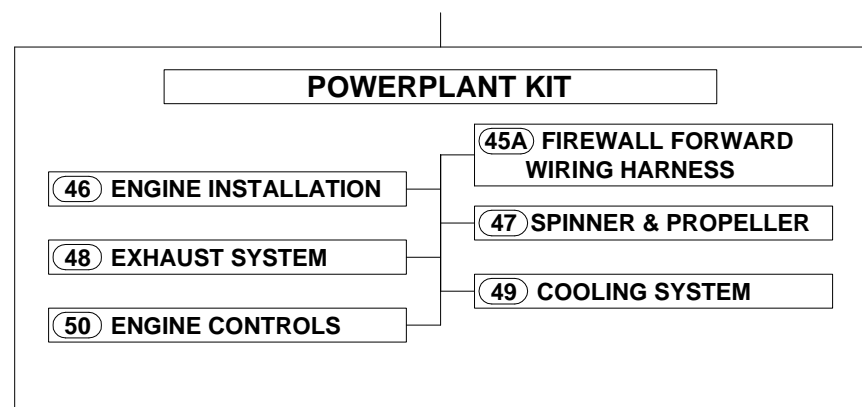 POWERPLANT KIT
45A FIREWALL FORWARD
WIRING HARNESS
46 ENGINE INSTALLATION
47 SPINNER & PROPELLER
48 EXHAUST SYSTEM
49 COOLING SYSTEM
50 ENGINE CONTROLS